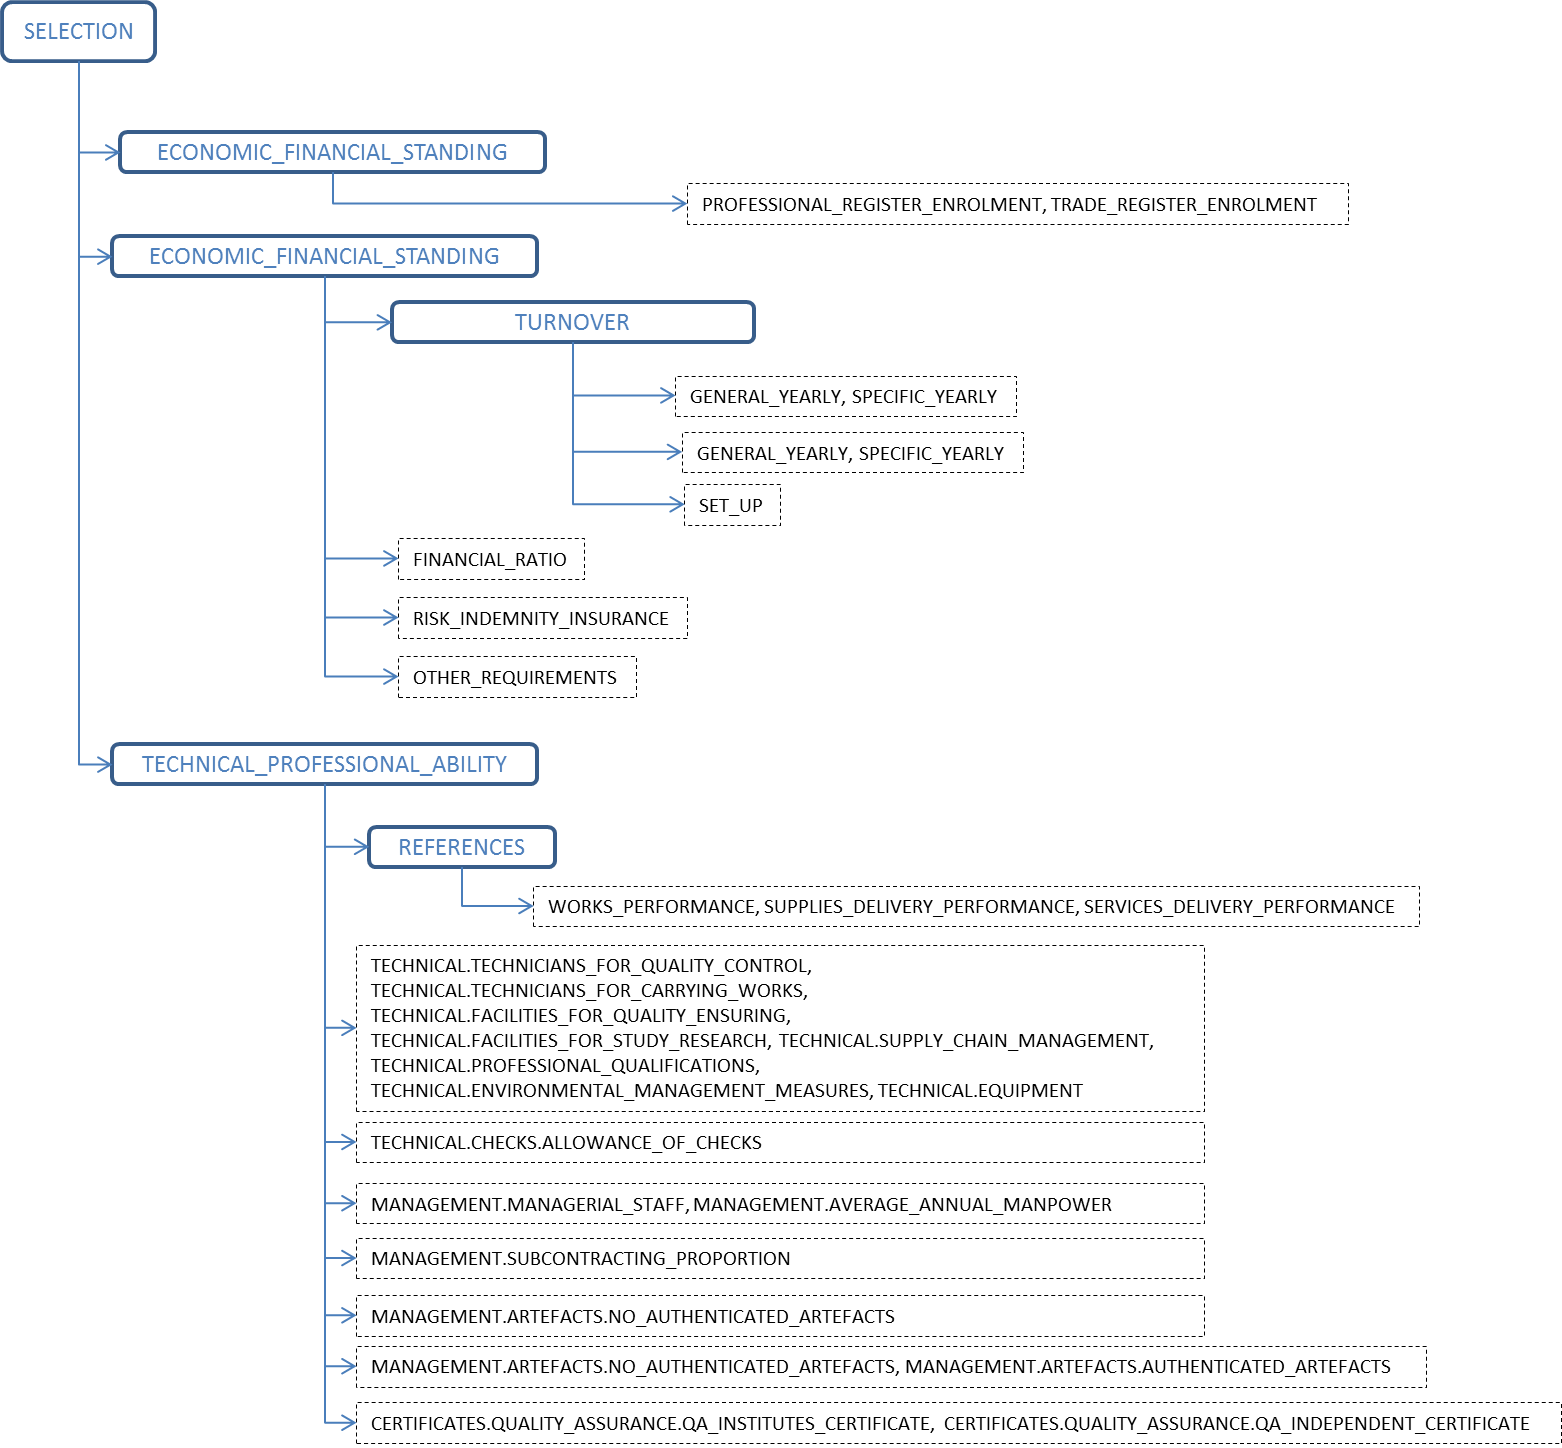 SELECTION
ECONOMIC_FINANCIAL_STANDING
PROFESSIONAL_REGISTER_ENROLMENT, TRADE_REGISTER_ENROLMENT
ECONOMIC_FINANCIAL_STANDING
TURNOVER
GENERAL_YEARLY, SPECIFIC_YEARLY
GENERAL_YEARLY, SPECIFIC_YEARLY
SET_UP
FINANCIAL_RATIO
RISK_INDEMNITY_INSURANCE
OTHER_REQUIREMENTS
TECHNICAL_PROFESSIONAL_ABILITY
REFERENCES
WORKS_PERFORMANCE, SUPPLIES_DELIVERY_PERFORMANCE, SERVICES_DELIVERY_PERFORMANCE
TECHNICAL.TECHNICIANS_FOR_QUALITY_CONTROL,
TECHNICAL.TECHNICIANS_FOR_CARRYING_WORKS,
TECHNICAL.FACILITIES_FOR_QUALITY_ENSURING,
TECHNICAL.FACILITIES_FOR_STUDY_RESEARCH, TECHNICAL.SUPPLY_CHAIN_MANAGEMENT,
TECHNICAL.PROFESSIONAL_QUALIFICATIONS,
TECHNICAL.ENVIRONMENTAL_MANAGEMENT_MEASURES, TECHNICAL.EQUIPMENT
TECHNICAL.CHECKS.ALLOWANCE_OF_CHECKS
MANAGEMENT.MANAGERIAL_STAFF, MANAGEMENT.AVERAGE_ANNUAL_MANPOWER
MANAGEMENT.SUBCONTRACTING_PROPORTION
MANAGEMENT.ARTEFACTS.NO_AUTHENTICATED_ARTEFACTS
MANAGEMENT.ARTEFACTS.NO_AUTHENTICATED_ARTEFACTS, MANAGEMENT.ARTEFACTS.AUTHENTICATED_ARTEFACTS
CERTIFICATES.QUALITY_ASSURANCE.QA_INSTITUTES_CERTIFICATE, CERTIFICATES.QUALITY_ASSURANCE.QA_INDEPENDENT_CERTIFICATE